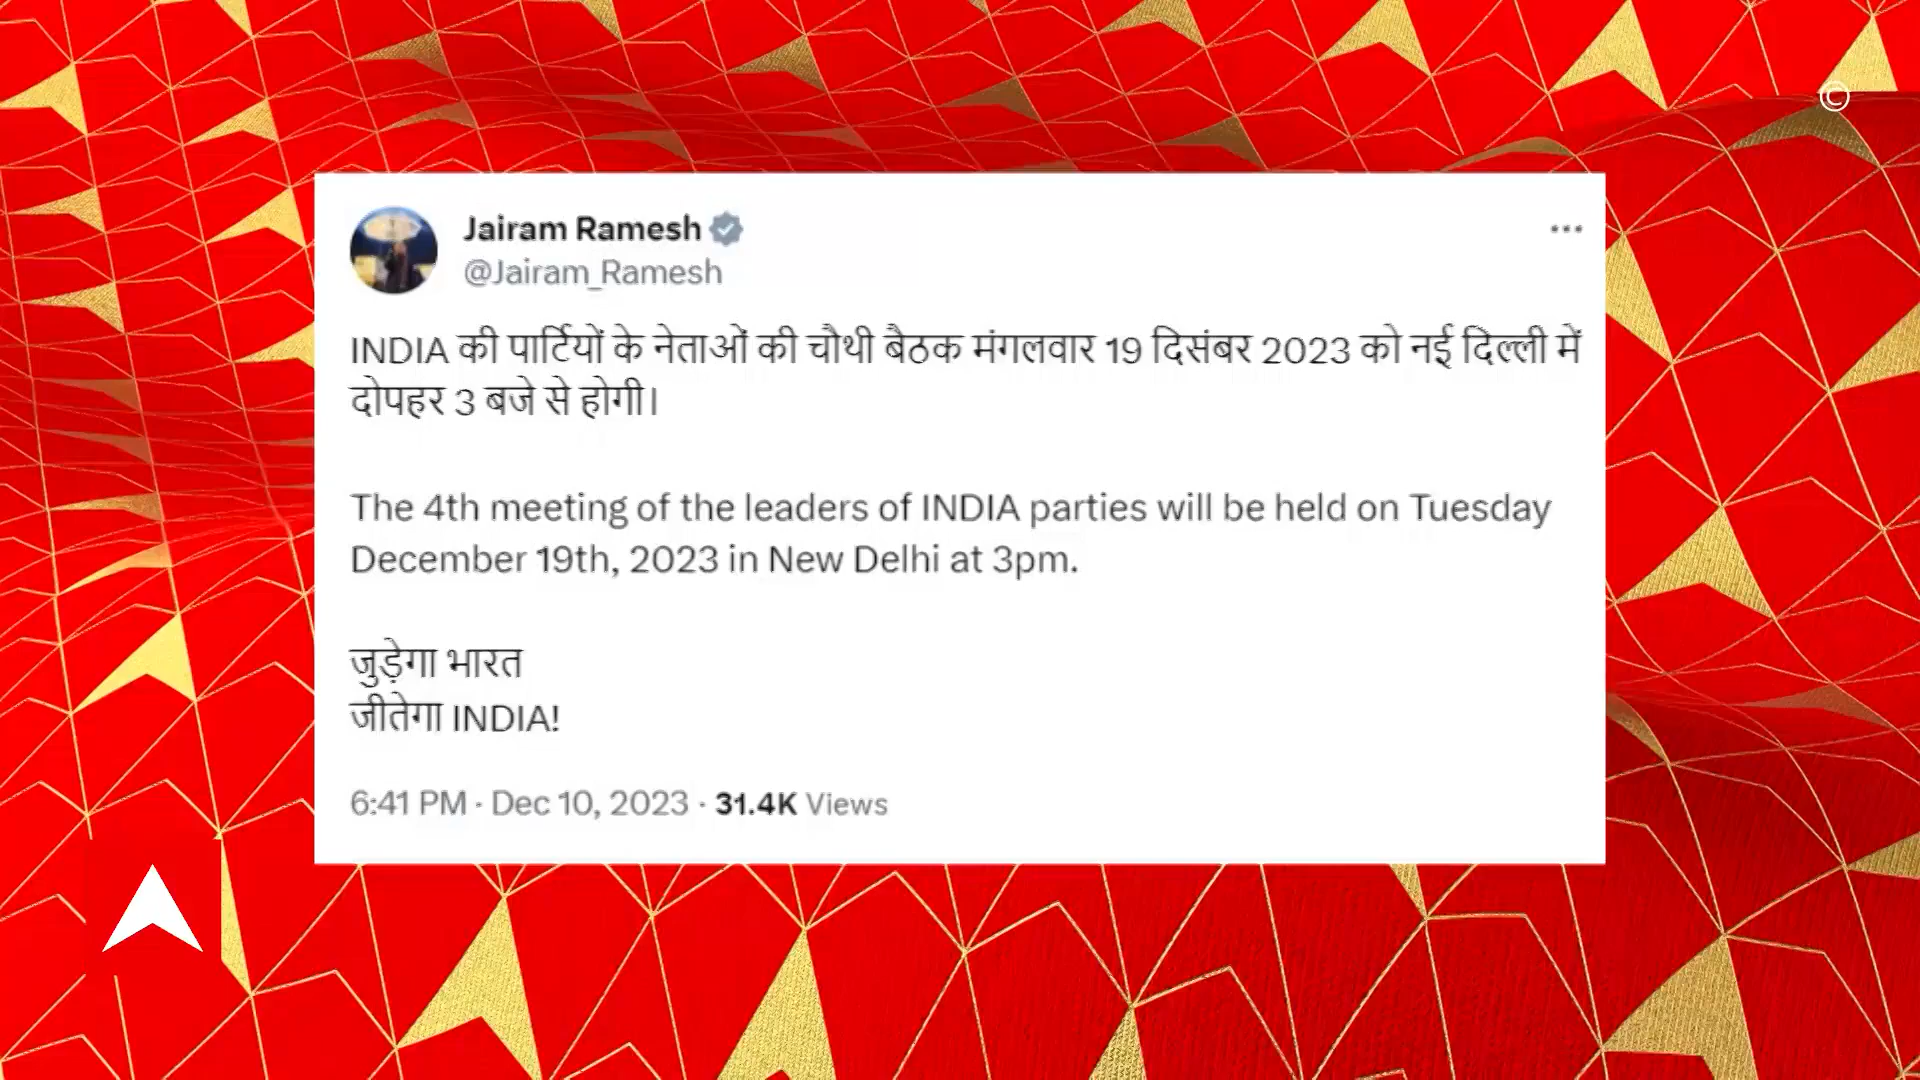 ©
Jairam Ramesh
@Jairam_Ramesh
INDIA की पार्टियों के नेताओं की चौथी बैठक मंगलवार 19 दिसंबर 2023 को नई दिल्ली में
दोपहर 3 बजे से होगी।
The 4th meeting of the leaders of INDIA parties will be held on Tuesday
December 19th, 2023 in New Delhi at 3pm.
जुड़ेगा भारत
जीतेगा INDIA!
6:41 PM · Dec 10, 2023 · 31.4K Views